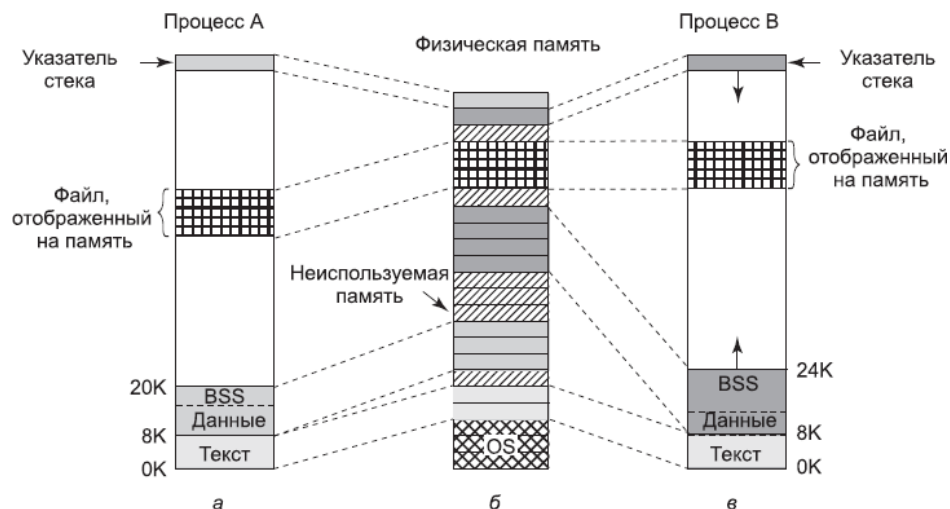 Процесс А
Физическая память
Процесс В
Указатель
стека
Указатель
стека
Файл,
отображенный
на память
Файл,
отображенный
на память
Неиспользуемая
память
20K
BSS
Данные
8K
Текст
0K
OS
24K
BSS
Данные
8K
Текст
0K
а
б
в